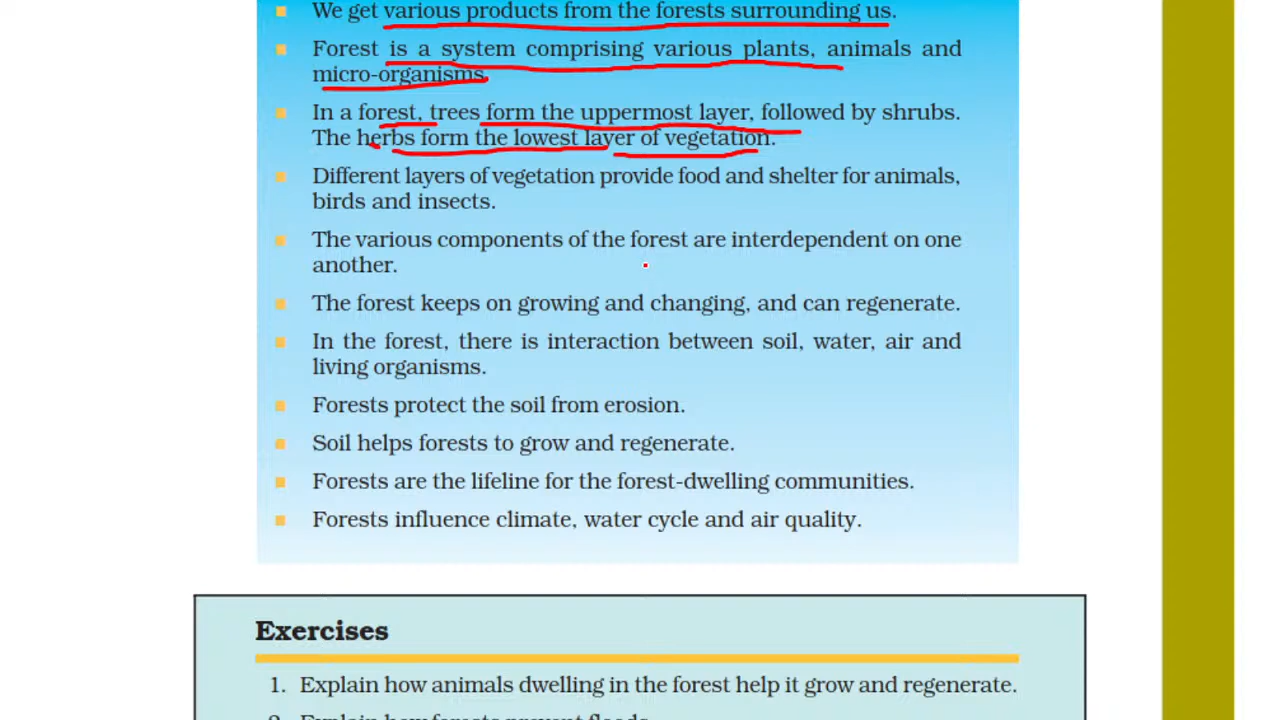 We get various products from the forests surrounding us.
Forest is a system comprising various plants, animals and
micro-organisms.
In a forest, trees form the uppermost layer, followed by shrubs.
The herbs form the lowest layer of vegetation.
Different layers of vegetation provide food and shelter for animals,
birds and insects.
The various components of the forest are interdependent on one
another.
The forest keeps on growing and changing, and can regenerate.
In the forest, there is interaction between soil, water, air and
living organisms.
Forests protect the soil from erosion.
Soil helps forests to grow and regenerate.
Forests are the lifeline for the forest-dwelling communities.
Forests influence climate, water cycle and air quality.
Exercises
1. Explain how animals dwelling in the forest help it grow and regenerate.
2. Explain how forests prevent floods.